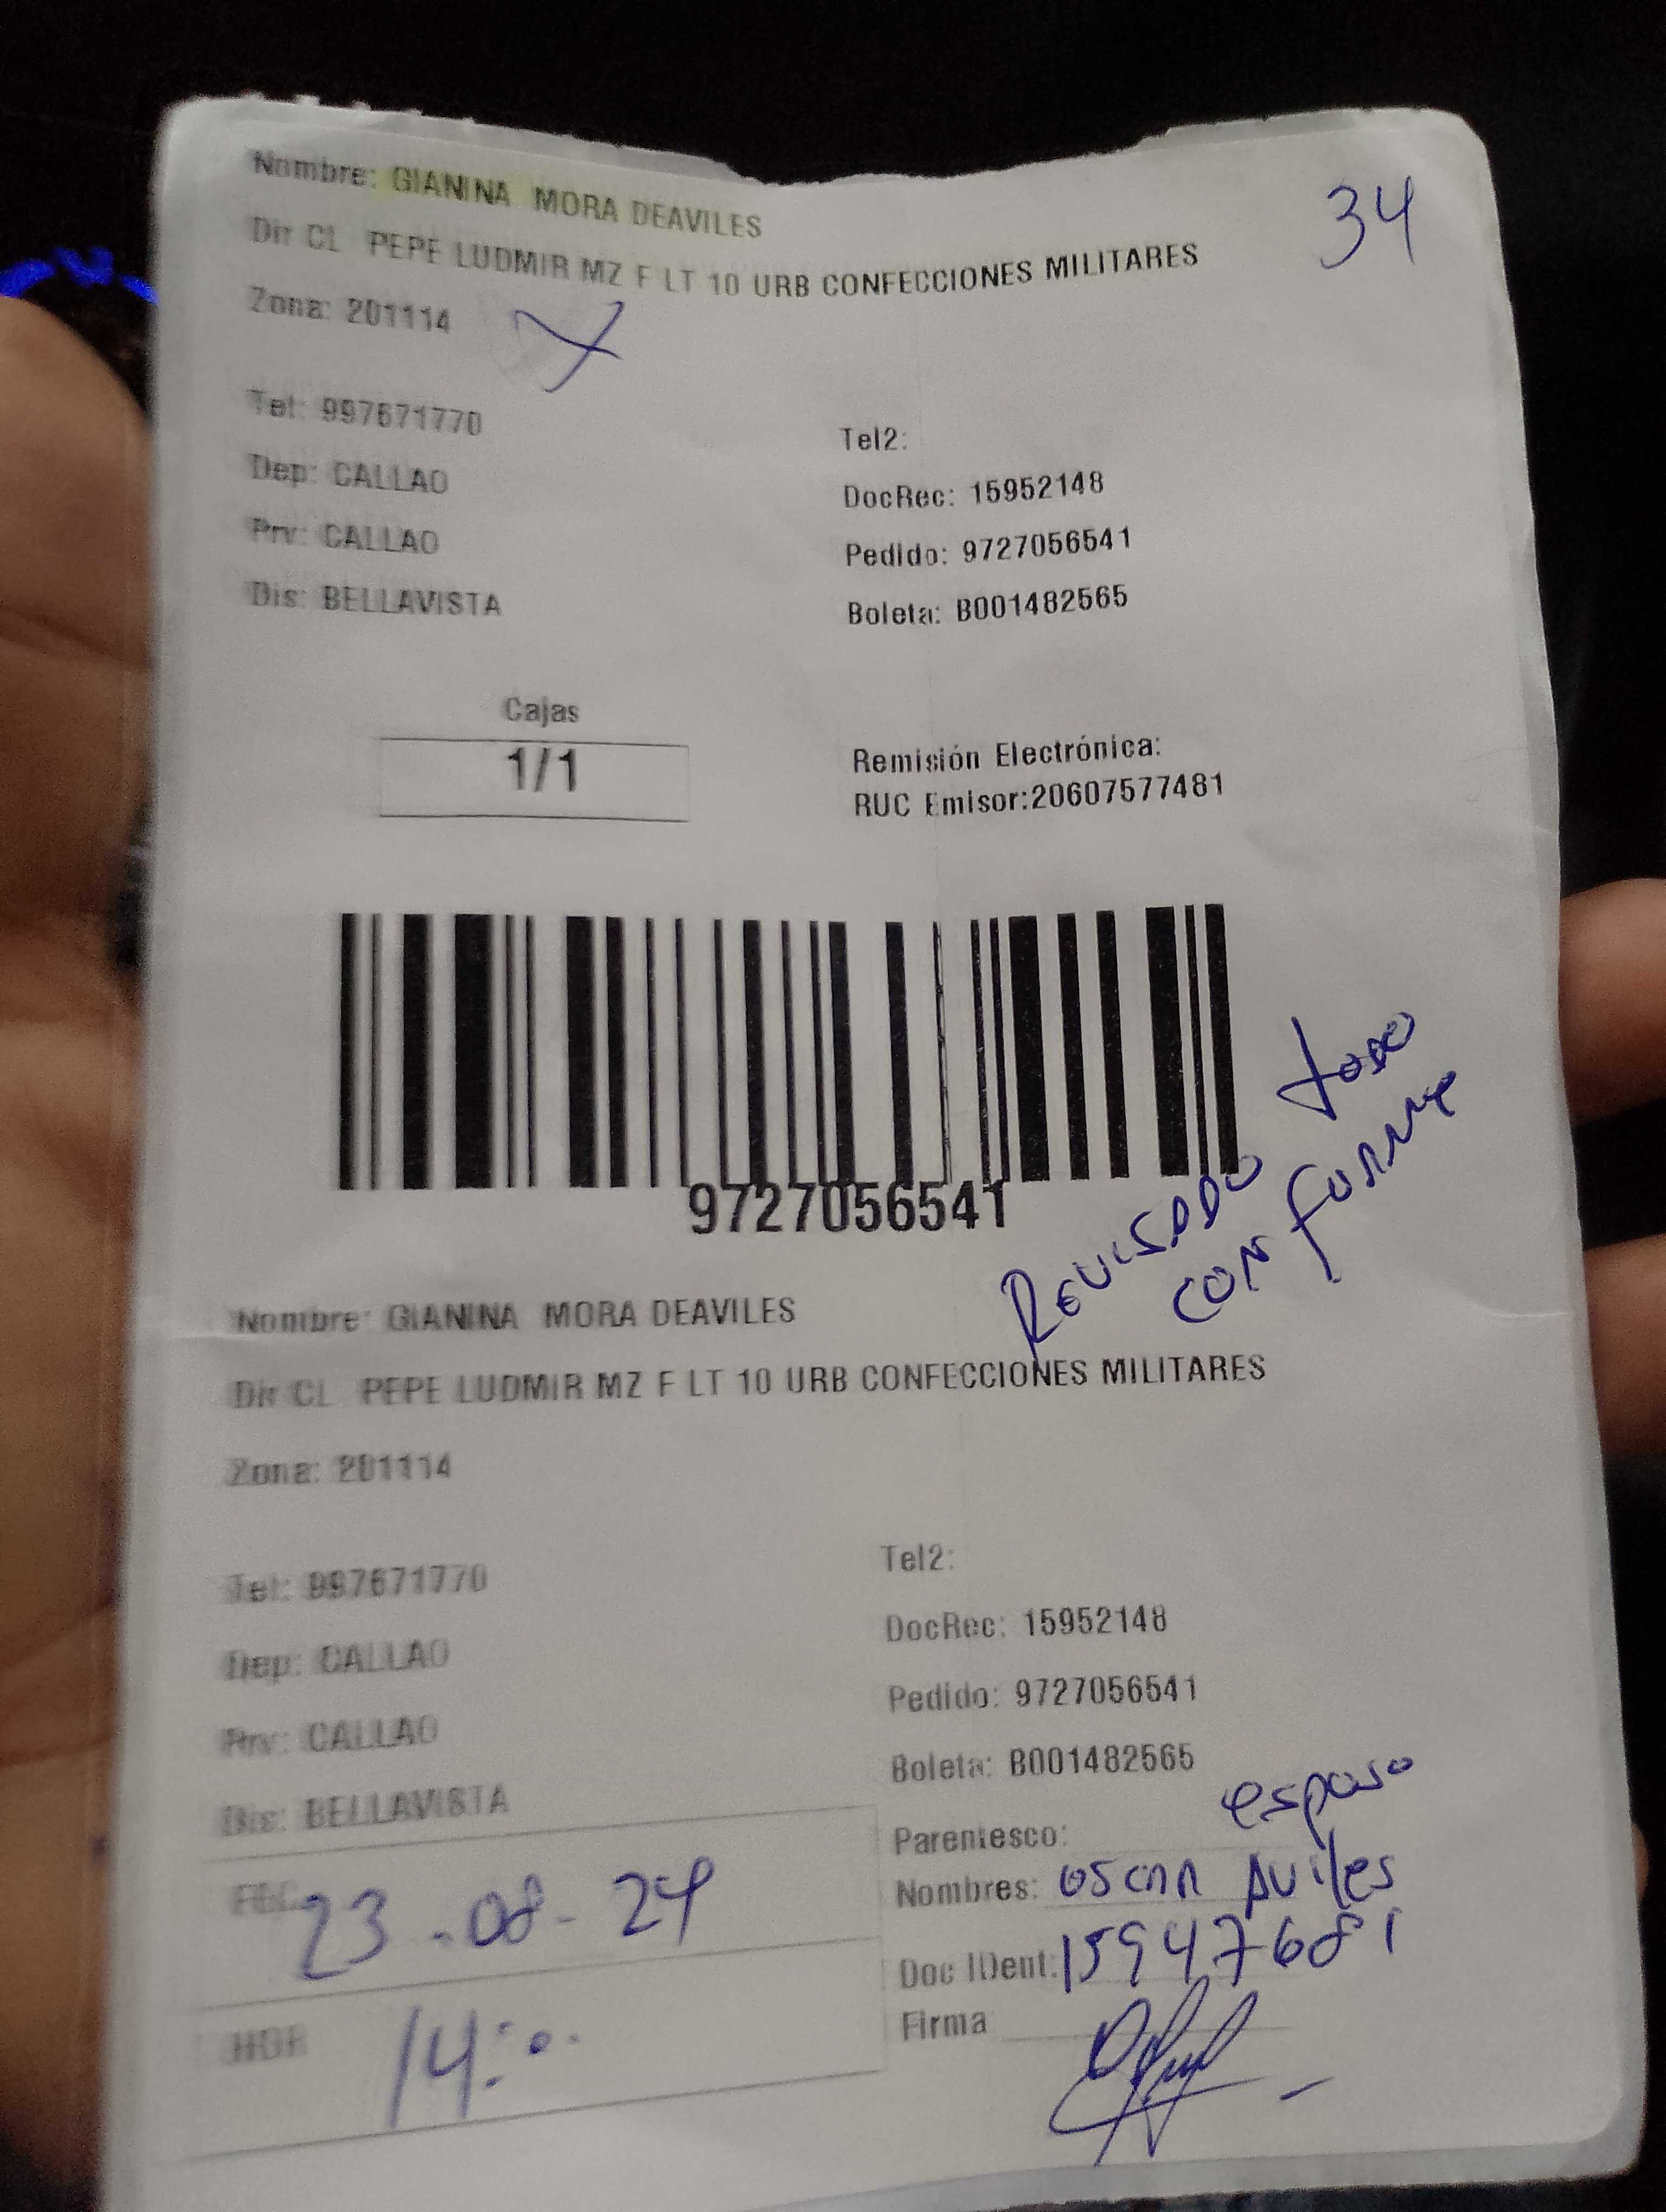 34
Nombre: GIANINA MORA DEAVILES
Dir CL PEPE LUDMIR MZ F LT 10 URB CONFECCIONES MILITARES
Zona: 201114
Tel: 997671770
Tel2:
Dep: CALLAO
DocRec: 15952148
Prv: CALLAO
Pedido: 9727056541
Dis: BELLAVISTA
Boleta: B001482565
Cajas
1/1
Remisión Electrónica:
RUC Emisor:20607577481
9727056541
Revisado todo
conforme
Nombre: GIANINA MORA DEAVILES
Dir CL PEPE LUDMIR MZ F LT 10 URB CONFECCIONES MILITARES
Zona: 201114
Tel: 997671770
Tel2:
Dep: CALLAO
DocRec: 15952148
Prv: CALLAO
Pedido: 9727056541
Dis: BELLAVISTA
Boleta: B001482565
Parentesco: esposo
23-08-24
Nombres: oscar Aviles
Doc IDent: 15947681
HOR 14:00
Firma